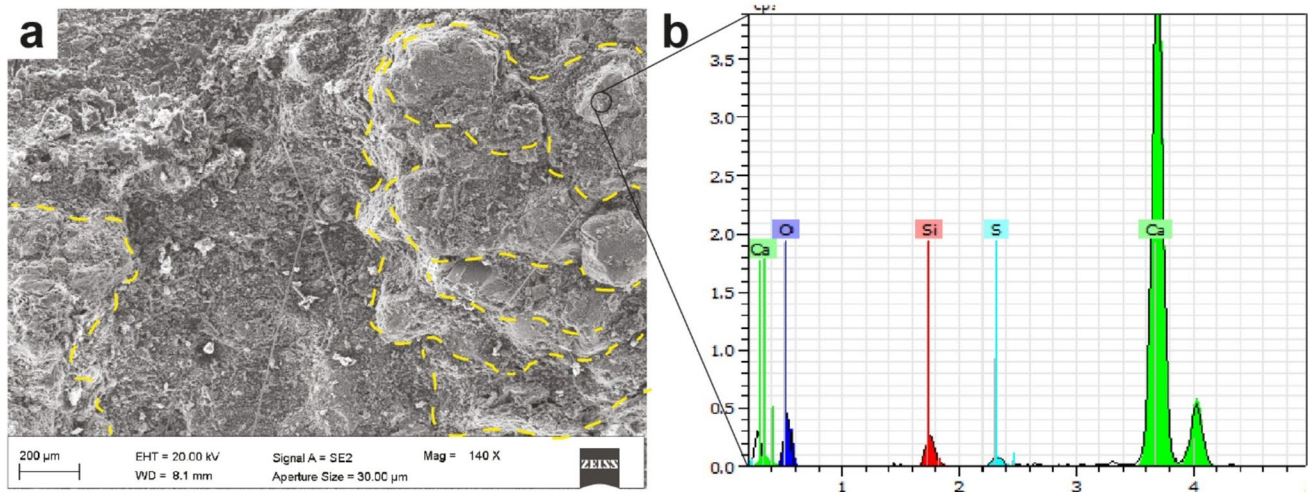 a
200 µm
EHT = 20.00 kV
WD = 8.1 mm
Signal A = SE2
Aperture Size = 30.00 µm
Mag = 140 X
ZEISS
b
3.5
3.0
2.5
2.0
1.5
1.0
0.5
0.0
Ca
O
Si
S
Ca
1
2
3
4